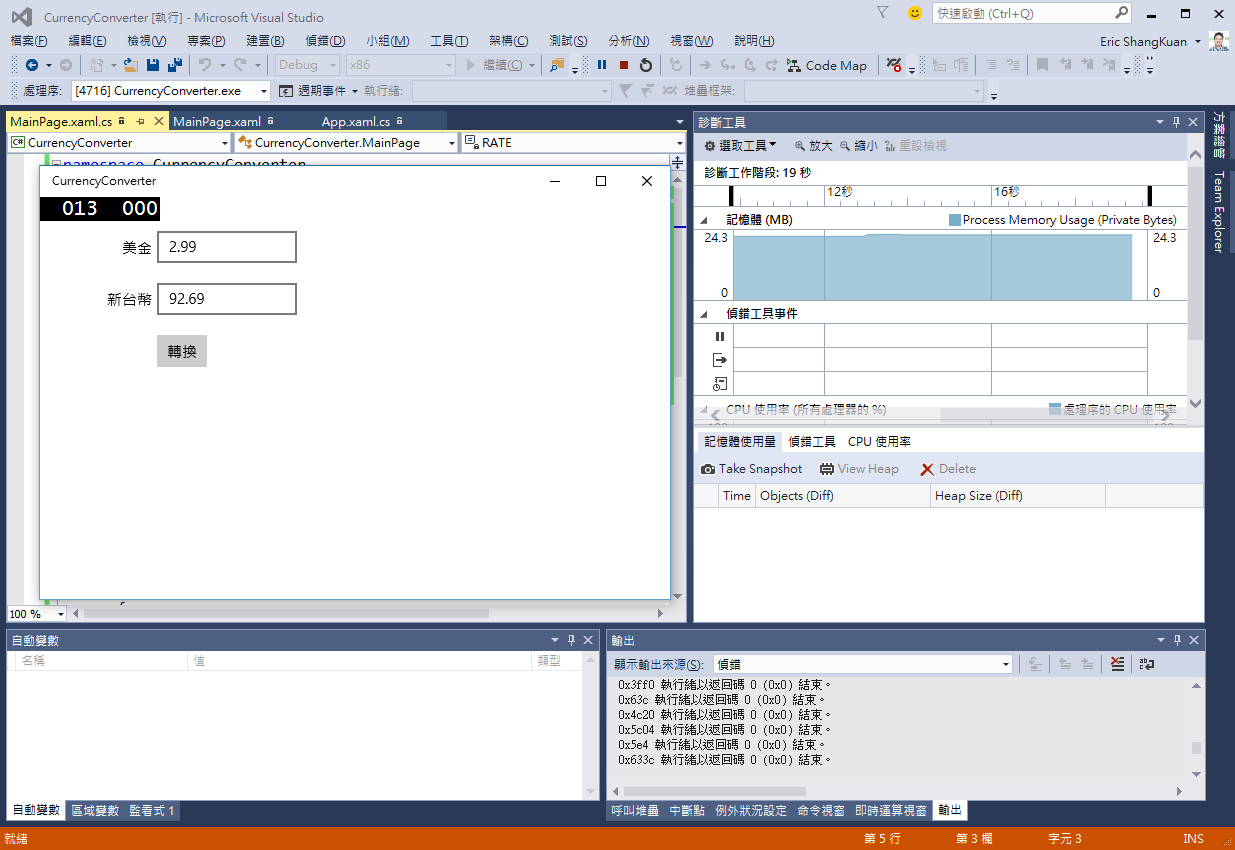 CurrencyConverter [執行] - Microsoft Visual Studio
快速啟動 (Ctrl+Q)
檔案(F) 編輯(E) 檢視(V) 專案(P) 建置(B) 偵錯(D) 小組(M) 工具(T) 架構(C) 測試(S) 分析(N) 視窗(W) 說明(H) Eric ShangKuan
Debug x86 繼續(C) Code Map
處理序: [4716] CurrencyConverter.exe 週期事件 執行緒: 堆疊框架:
MainPage.xaml.cs MainPage.xaml App.xaml.cs
CurrencyConverter CurrencyConverter.MainPage RATE
namespace CurrencyConverter
CurrencyConverter
013 000
美金 2.99
新台幣 92.69
轉換
100 %
診斷工具
選取工具 放大 縮小 重設檢視
診斷工作階段: 19 秒
12秒 16秒
記憶體 (MB) Process Memory Usage (Private Bytes)
24.3 24.3
0 0
偵錯工具事件
CPU 使用率 (所有處理器的 %) 處理序的 CPU 使用率
記憶體使用量 偵錯工具 CPU 使用率
Take Snapshot View Heap Delete
Time Objects (Diff) Heap Size (Diff)
方案總管
Team Explorer
自動變數
名稱 值 類型
自動變數 區域變數 監看式 1
輸出
顯示輸出來源(S): 偵錯
0x3ff0 執行緒以返回碼 0 (0x0) 結束。
0x63c 執行緒以返回碼 0 (0x0) 結束。
0x4c20 執行緒以返回碼 0 (0x0) 結束。
0x5c04 執行緒以返回碼 0 (0x0) 結束。
0x5e4 執行緒以返回碼 0 (0x0) 結束。
0x633c 執行緒以返回碼 0 (0x0) 結束。
呼叫堆疊 中斷點 例外狀況設定 命令視窗 即時運算視窗 輸出
就緒 第 5 行 第 3 欄 字元 3 INS